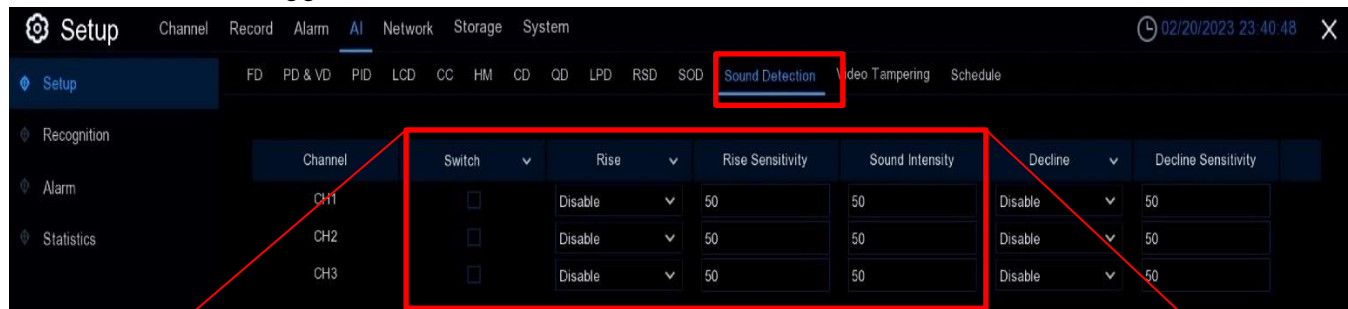 Setup Channel Record Alarm AI Network Storage System 02/20/2023 23:40:48 X
Setup FD PD & VD PID LCD CC HM CD QD LPD RSD SOD Sound Detection Video Tampering Schedule
Recognition
Channel Switch Rise Rise Sensitivity Sound Intensity Decline Decline Sensitivity
Alarm CH1 Disable 50 50 Disable 50
Statistics CH2 Disable 50 50 Disable 50
CH3 Disable 50 50 Disable 50